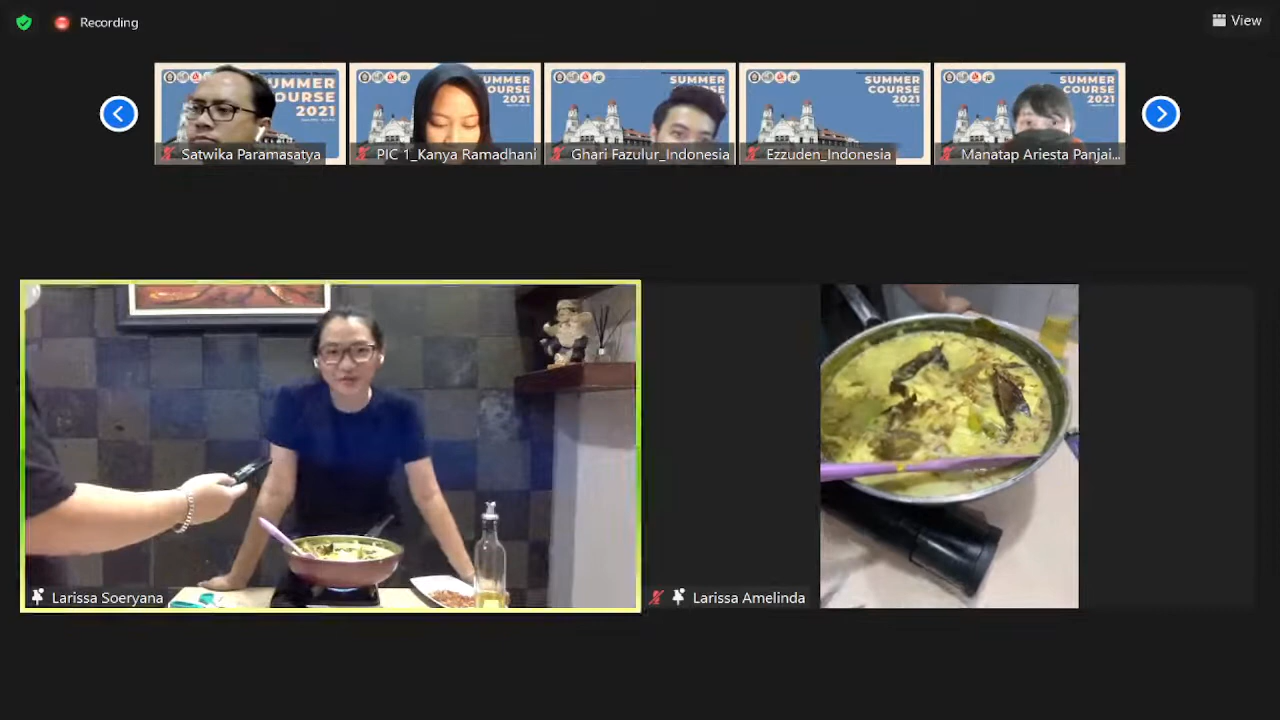 Recording
View
SUMMER
COURSE
2021
SUMMER
COURSE
2021
SUMMER
COURSE
2021
SUMMER
COURSE
2021
SUMMER
COURSE
2021
Satwika Paramasatya
PIC 1_Kanya Ramadhani
Ghari Fazulur_Indonesia
Ezzuden_Indonesia
Manatap Ariesta Panjai...
Larissa Soeryana
Larissa Amelinda